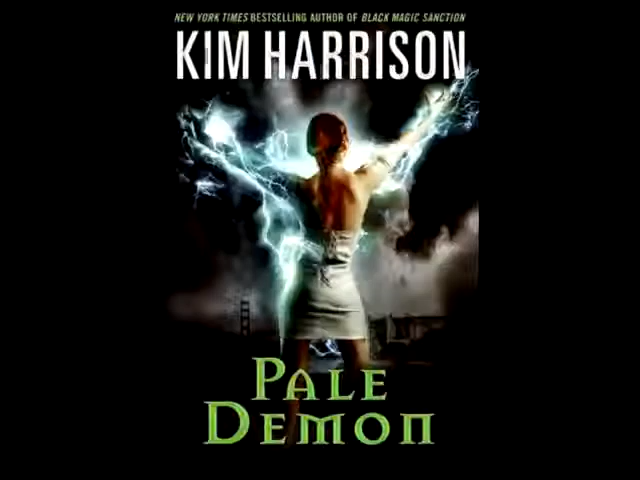 NEW YORK TIMES BESTSELLING AUTHOR OF BLACK MAGIC SANCTION
KIM HARRISON
PALE
DEMON